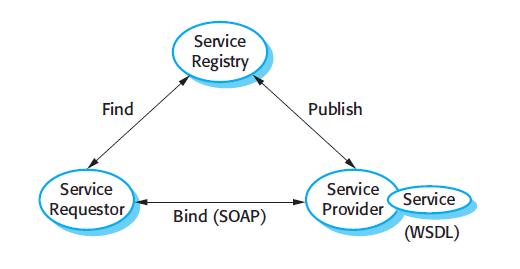 Service
Registry
Find
Publish
Service
Requestor
Bind (SOAP)
Service
Provider
Service
(WSDL)